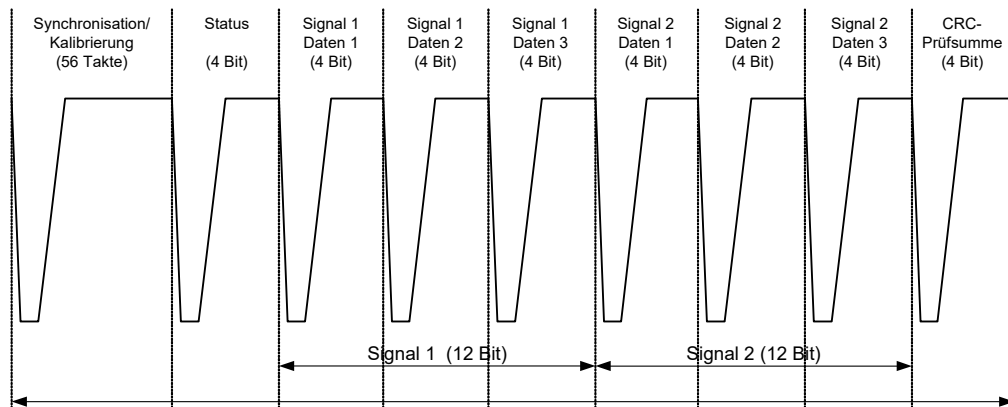 Synchronisation/
Kalibrierung
(56 Takte)
Status
(4 Bit)
Signal 1
Daten 1
(4 Bit)
Signal 1
Daten 2
(4 Bit)
Signal 1
Daten 3
(4 Bit)
Signal 2
Daten 1
(4 Bit)
Signal 2
Daten 2
(4 Bit)
Signal 2
Daten 3
(4 Bit)
CRC-
Prüfsumme
(4 Bit)
Signal 1 (12 Bit)
Signal 2 (12 Bit)